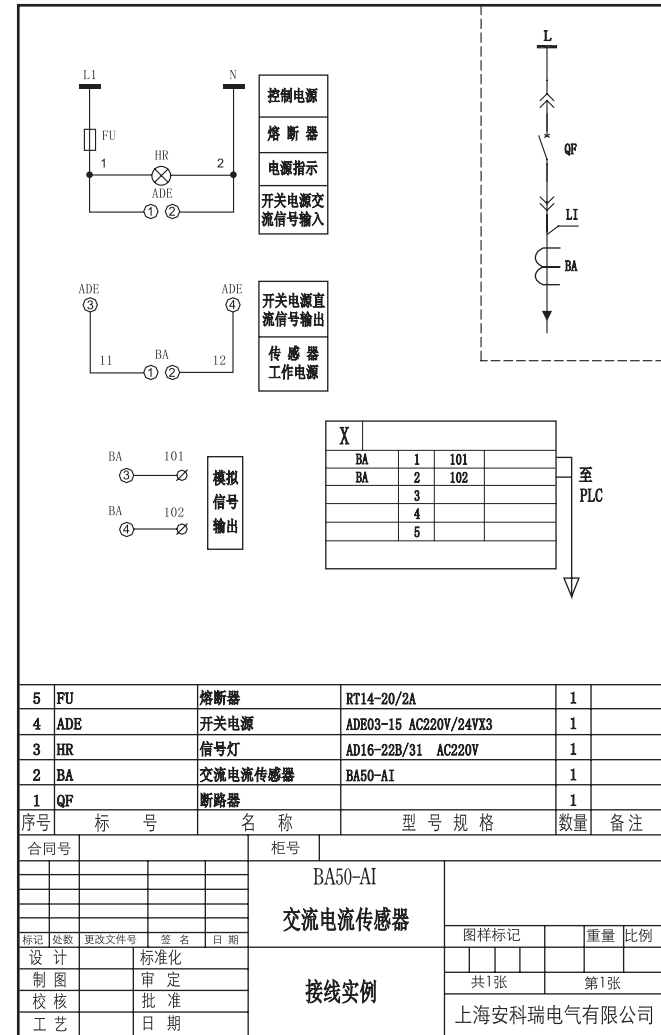 L1
N
FU
1
HR
2
ADE
1 2
控制电源
熔断器
电源指示
开关电源交
流信号输入
L
QF
LI
BA
ADE
3
ADE
4
11
BA
12
1 2
开关电源直
流信号输出
传感器
工作电源
BA 101
3
BA 102
4
模拟
信号
输出
X
BA 1 101
BA 2 102
3
4
5
至
PLC
5 FU 熔断器 RT14-20/2A 1
4 ADE 开关电源 ADE03-15 AC220V/24VX3 1
3 HR 信号灯 AD16-22B/31 AC220V 1
2 BA 交流电流传感器 BA50-AI 1
1 QF 断路器 1
序号 标号 名称 型号规格 数量 备注
合同号 柜号
BA50-AI
交流电流传感器
标记 处数 更改文件号 签名 日期
图样标记 重量 比例
设计 标准化
制图 审定
校核 批准
工艺 日期
接线实例
共1张 第1张
上海安科瑞电气有限公司